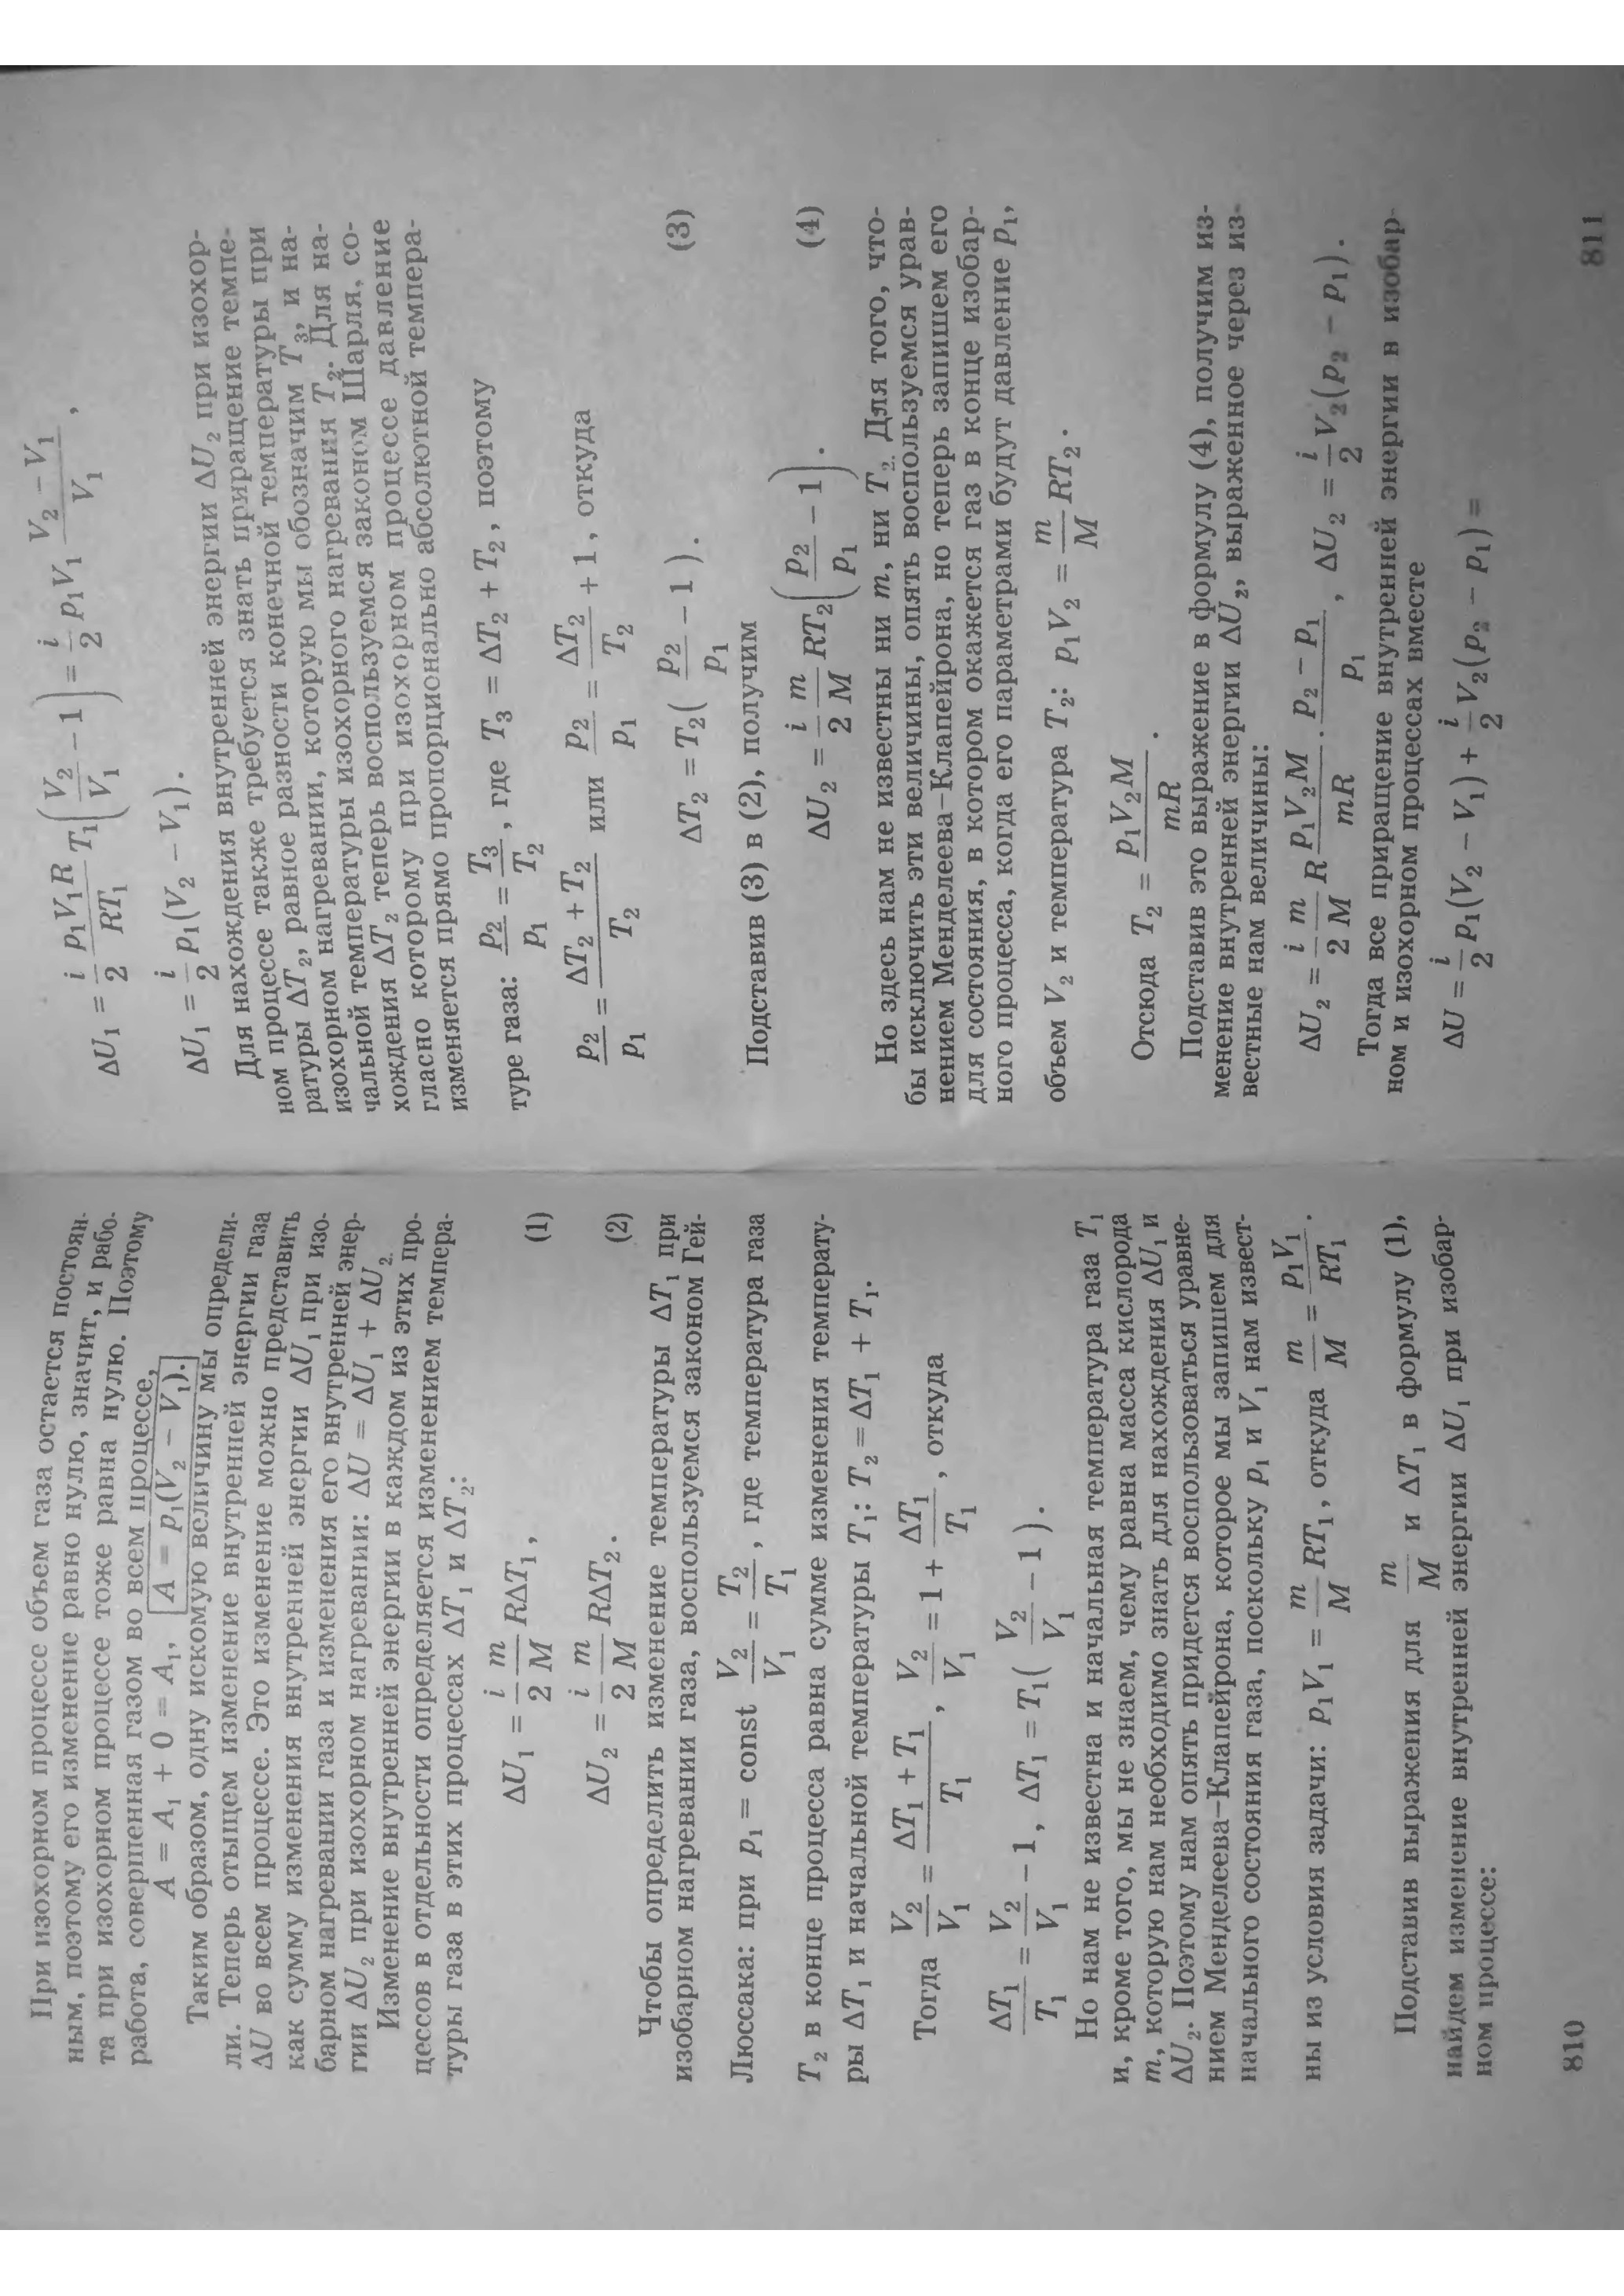 При изохорном процессе объем газа остается постоян-
ным, поэтому его изменение равно нулю, значит, и рабо-
та при изохорном процессе тоже равна нулю. Поэтому
работа, совершенная газом во всем процессе,
A = A₁ + 0 = A₁, A = p₁(V₂ − V₁).
Таким образом, одну искомую величину мы определи-
ли. Теперь отыщем изменение внутренней энергии газа
ΔU во всем процессе. Это изменение можно представить
как сумму изменения внутренней энергии ΔU₁ при изо-
барном нагревании газа и изменения его внутренней энер-
гии ΔU₂ при изохорном нагревании: ΔU = ΔU₁ + ΔU₂.
Изменение внутренней энергии в каждом из этих про-
цессов в отдельности определяется изменением темпера-
туры газа в этих процессах ΔT₁ и ΔT₂:
ΔU₁ = i/2 m/M RΔT₁, (1)
ΔU₂ = i/2 m/M RΔT₂. (2)
Чтобы определить изменение температуры ΔT₁ при
изобарном нагревании газа, воспользуемся законом Гей-
Люссака: при p₁ = const V₂/V₁ = T₂/T₁, где температура газа
T₂ в конце процесса равна сумме изменения температу-
ры ΔT₁ и начальной температуры T₁: T₂ = ΔT₁ + T₁.
Тогда V₂/V₁ = (ΔT₁ + T₁)/T₁, V₂/V₁ = 1 + ΔT₁/T₁, откуда
ΔT₁/T₁ = V₂/V₁ − 1, ΔT₁ = T₁(V₂/V₁ − 1).
Но нам не известна и начальная температура газа T₁
и, кроме того, мы не знаем, чему равна масса кислорода
m, которую нам необходимо знать для нахождения ΔU₁ и
ΔU₂. Поэтому нам опять придется воспользоваться уравне-
нием Менделеева–Клапейрона, которое мы запишем для
начального состояния газа, поскольку p₁ и V₁ нам извест-
ны из условия задачи: p₁V₁ = m/M RT₁, откуда m/M = p₁V₁/RT₁.
Подставив выражения для m/M и ΔT₁ в формулу (1),
найдем изменение внутренней энергии ΔU₁ при изобар-
ном процессе:
810
ΔU₁ = i/2 p₁V₁R/RT₁ T₁(V₂/V₁ − 1) = i/2 p₁V₁ (V₂ − V₁)/V₁,
ΔU₁ = i/2 p₁(V₂ − V₁).
Для нахождения внутренней энергии ΔU₂ при изохор-
ном процессе также требуется знать приращение темпе-
ратуры ΔT₂, равное разности конечной температуры при
изохорном нагревании, которую мы обозначим T₃, и на-
чальной температуры изохорного нагревания T₂. Для на-
хождения ΔT₂ теперь воспользуемся законом Шарля, со-
гласно которому при изохорном процессе давление
изменяется прямо пропорционально абсолютной темпера-
туре газа: p₂/p₁ = T₃/T₂, где T₃ = ΔT₂ + T₂, поэтому
p₂/p₁ = (ΔT₂ + T₂)/T₂ или p₂/p₁ = ΔT₂/T₂ + 1, откуда
ΔT₂ = T₂(p₂/p₁ − 1). (3)
Подставив (3) в (2), получим
ΔU₂ = i/2 m/M RT₂(p₂/p₁ − 1). (4)
Но здесь нам не известны ни m, ни T₂. Для того, что-
бы исключить эти величины, опять воспользуемся урав-
нением Менделеева–Клапейрона, но теперь запишем его
для состояния, в котором окажется газ в конце изобар-
ного процесса, когда его параметрами будут давление p₁,
объем V₂ и температура T₂: p₁V₂ = m/M RT₂.
Отсюда T₂ = p₁V₂M/mR.
Подставив это выражение в формулу (4), получим из-
менение внутренней энергии ΔU₂, выраженное через из-
вестные нам величины:
ΔU₂ = i/2 m/M R p₁V₂M/mR · (p₂ − p₁)/p₁, ΔU₂ = i/2 V₂(p₂ − p₁).
Тогда все приращение внутренней энергии в изобар-
ном и изохорном процессах вместе
ΔU = i/2 p₁(V₂ − V₁) + i/2 V₂(p₂ − p₁) =
811